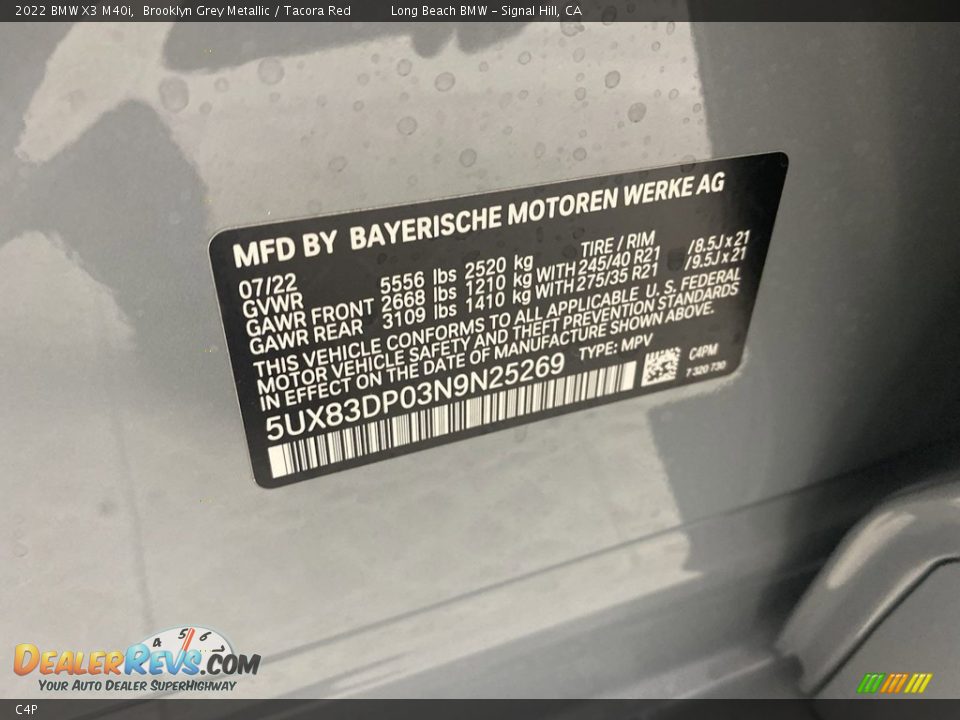 2022 BMW X3 M40i, Brooklyn Grey Metallic / Tacora Red Long Beach BMW - Signal Hill, CA
MFD BY BAYERISCHE MOTOREN WERKE AG
07/22 TIRE / RIM
GVWR 5556 lbs 2520 kg
GAWR FRONT 2668 lbs 1210 kg WITH 245/40 R21 /8.5J x 21
GAWR REAR 3109 lbs 1410 kg WITH 275/35 R21 /9.5J x 21
THIS VEHICLE CONFORMS TO ALL APPLICABLE U. S. FEDERAL
MOTOR VEHICLE SAFETY AND THEFT PREVENTION STANDARDS
IN EFFECT ON THE DATE OF MANUFACTURE SHOWN ABOVE.
5UX83DP03N9N25269 TYPE: MPV
C4PM
7 320 730
4 5 6
DEALERREVS.COM
YOUR AUTO DEALER SUPERHIGHWAY
C4P